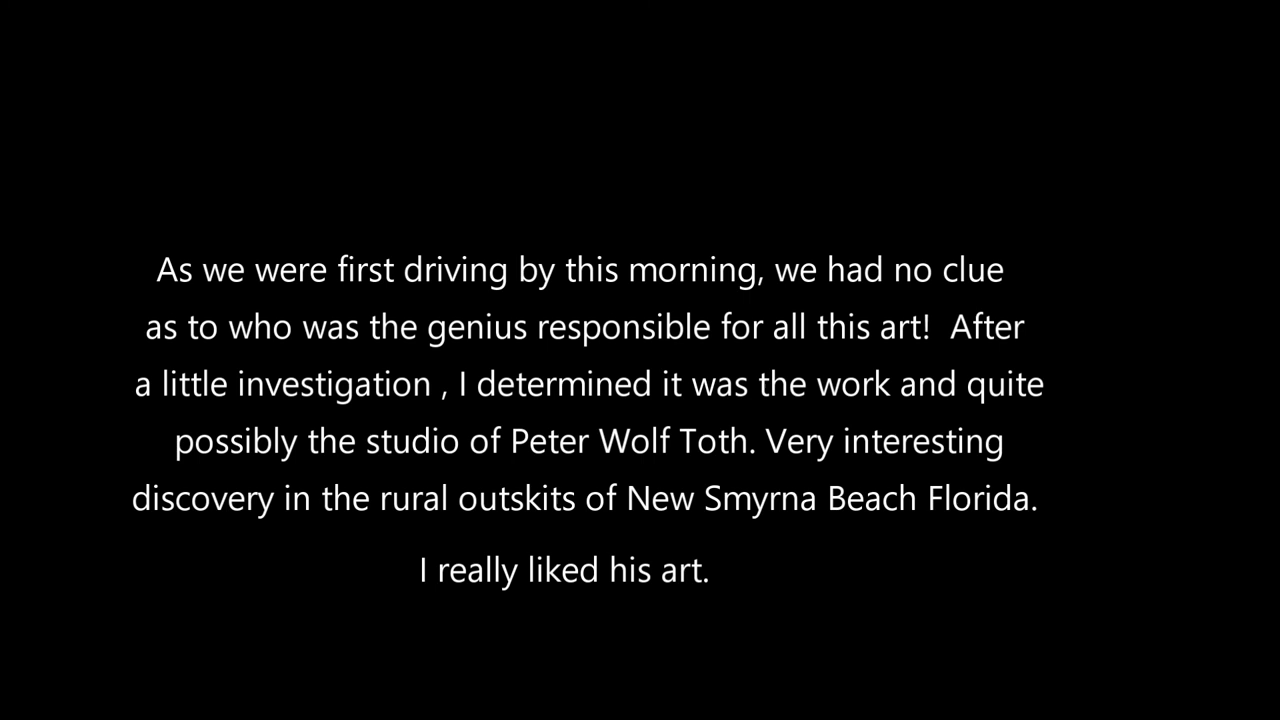 As we were first driving by this morning, we had no clue
as to who was the genius responsible for all this art!  After
a little investigation , I determined it was the work and quite
possibly the studio of Peter Wolf Toth. Very interesting
discovery in the rural outskits of New Smyrna Beach Florida.
I really liked his art.